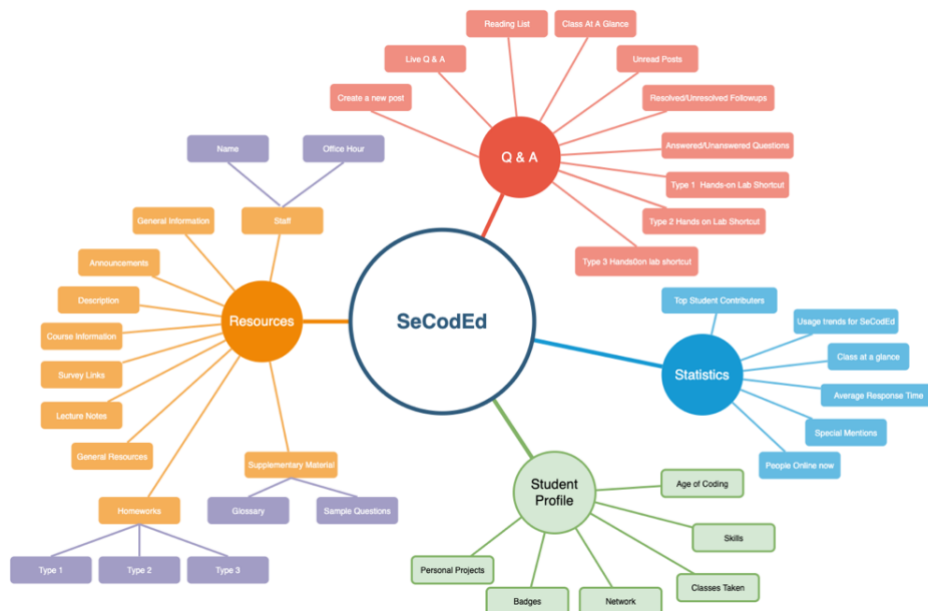 Reading List
Class At A Glance
Live Q & A
Unread Posts
Create a new post
Resolved/Unresolved Followups
Q & A
Answered/Unanswered Questions
Type 1 Hands-on Lab Shortcut
Type 2 Hands on Lab Shortcut
Type 3 Hands0on lab shortcut
Name
Office Hour
General Information
Staff
Announcements
Description
Resources
Course Information
Survey Links
Lecture Notes
General Resources
Supplementary Material
Homeworks
Glossary
Sample Questions
Type 1
Type 2
Type 3
SeCodEd
Top Student Contributers
Usage trends for SeCodEd
Class at a glance
Statistics
Average Response Time
Special Mentions
People Online now
Student
Profile
Age of Coding
Skills
Personal Projects
Classes Taken
Badges
Network